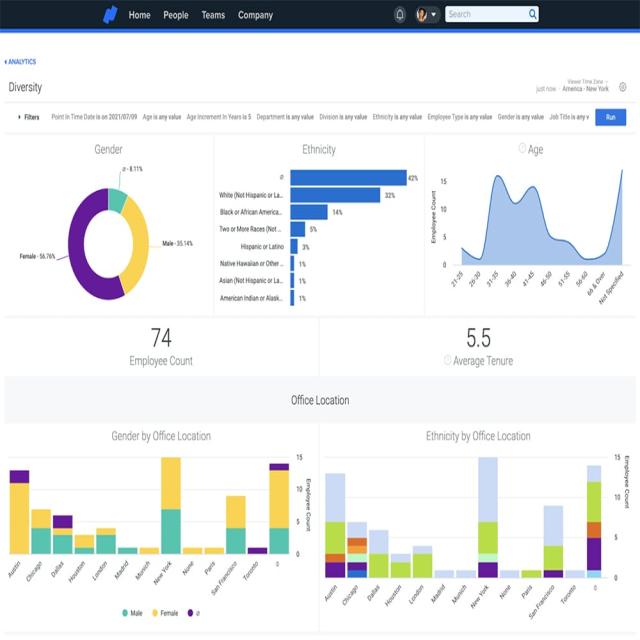 Home People Teams Company
Search
ANALYTICS
Diversity
Viewer Time Zone
just now · America - New York
Filters Point In Time Date is on 2021/07/09 Age is any value Age Increment In Years is 5 Department is any value Division is any value Ethnicity is any value Employee Type is any value Gender is any value Job Title is any v Run
Gender
Ø - 8.11%
Male - 35.14%
Female - 56.76%
Ethnicity
Ø 42%
White (Not Hispanic or La... 32%
Black or African America... 14%
Two or More Races (Not ... 5%
Hispanic or Latino 3%
Native Hawaiian or Other ... 1%
Asian (Not Hispanic or La... 1%
American Indian or Alask... 1%
Age
Employee Count
15
10
5
0
21-25 26-30 31-35 36-40 41-45 46-50 51-55 56-60 66 & Over Not Specified
74
Employee Count
5.5
Average Tenure
Office Location
Gender by Office Location
15
10
5
0
Employee Count
Austin Chicago Dallas Houston London Madrid Munich New York None Paris San Francisco Toronto Ø
Male Female Ø
Ethnicity by Office Location
15
10
5
0
Employee Count
Austin Chicago Dallas Houston London Madrid Munich New York None Paris San Francisco Toronto Ø